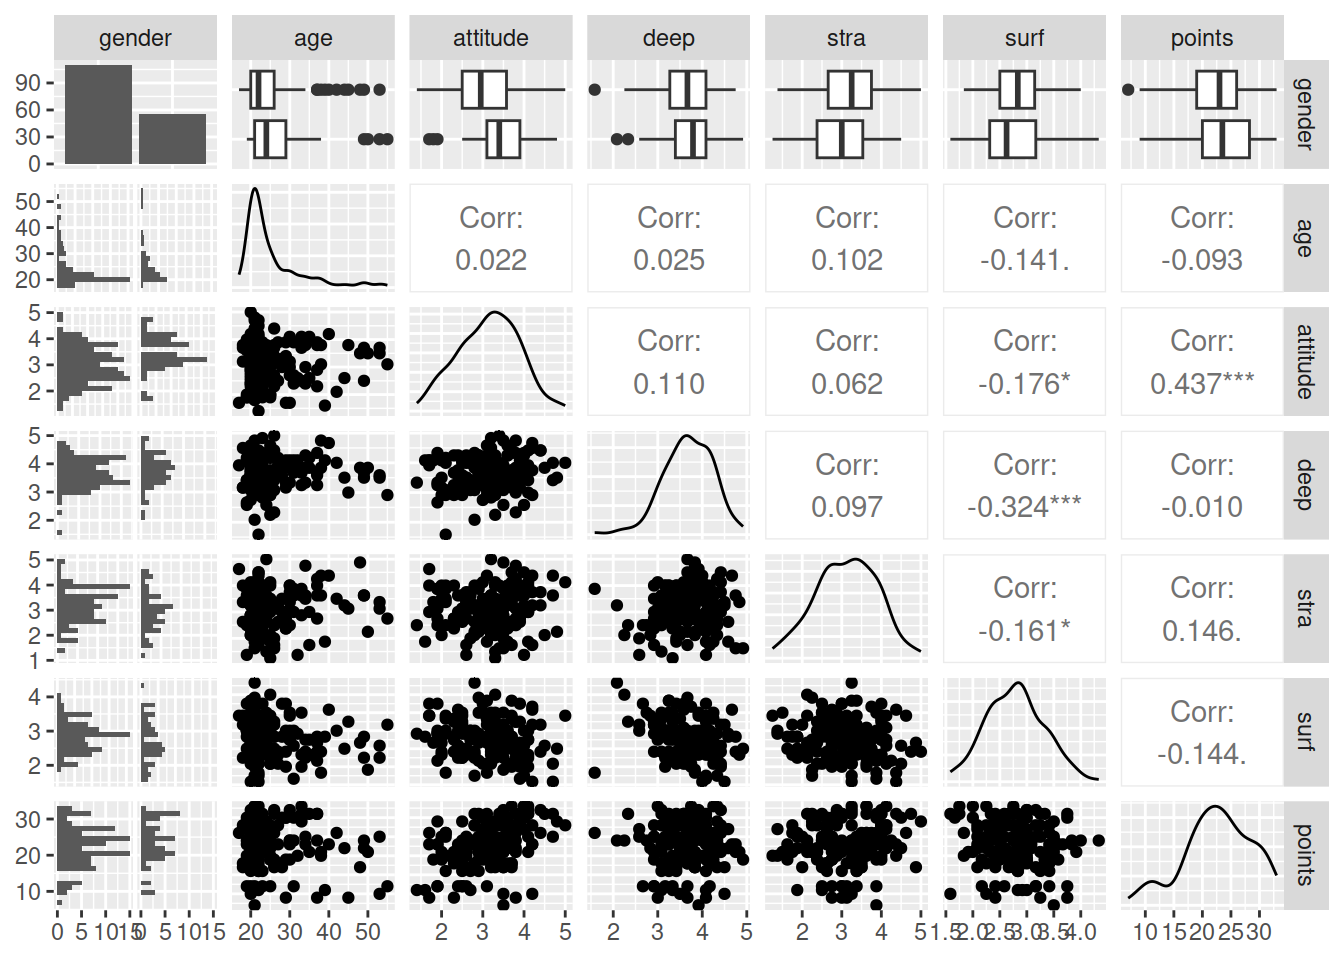 gender age attitude deep stra surf points
90
60
30
0
gender
50
40
30
20
Corr: Corr: Corr: Corr: Corr:
0.022 0.025 0.102 -0.141. -0.093
age
5
4
3
2
Corr: Corr: Corr: Corr:
0.110 0.062 -0.176* 0.437***
attitude
5
4
3
2
Corr: Corr: Corr:
0.097 -0.324*** -0.010
deep
5
4
3
2
1
Corr: Corr:
-0.161* 0.146.
stra
4
3
2
Corr:
-0.144.
surf
30
20
10
points
0 5 10 15 0 5 10 15 20 30 40 50 2 3 4 5 2 3 4 5 1 2 3 4 5 1.5 2.0 2.5 3.0 3.5 4.0 10 15 20 25 30